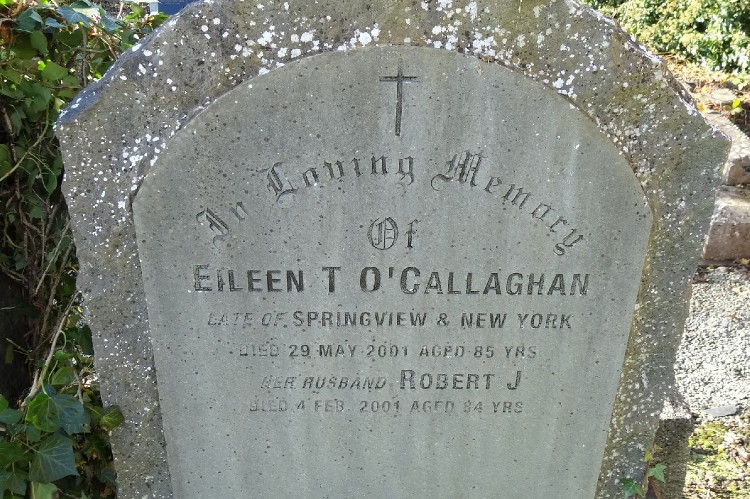 In Loving Memory
Of
EILEEN T O'CALLAGHAN
LATE OF SPRINGVIEW & NEW YORK
DIED 29 MAY 2001 AGED 85 YRS
HER HUSBAND ROBERT J
DIED 4 FEB. 2001 AGED 84 YRS